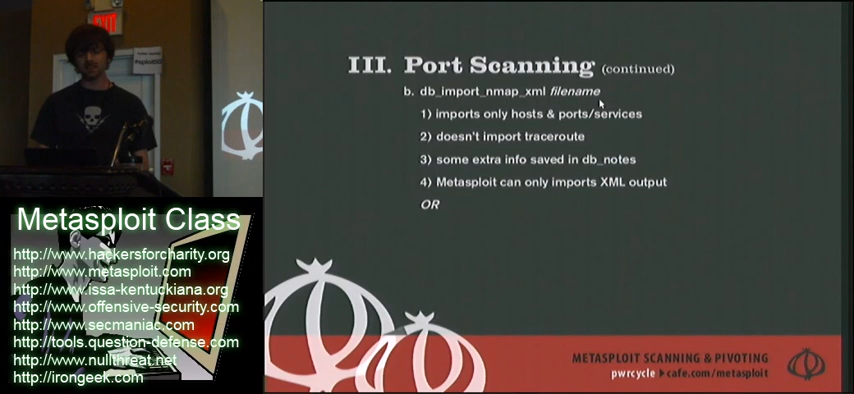 EXIT
III. Port Scanning (continued)
b. db_import_nmap_xml filename
1) imports only hosts & ports/services
2) doesn't import traceroute
3) some extra info saved in db_notes
4) Metasploit can only imports XML output
OR
METASPLOIT SCANNING & PIVOTING
pwrcycle cafe.com/metasploit
Metasploit Class
http://www.hackersforcharity.org
http://www.metasploit.com
http://www.issa-kentuckiana.org
http://www.offensive-security.com
http://www.secmaniac.com
http://tools.question-defense.com
http://www.nullthreat.net
http://irongeek.com